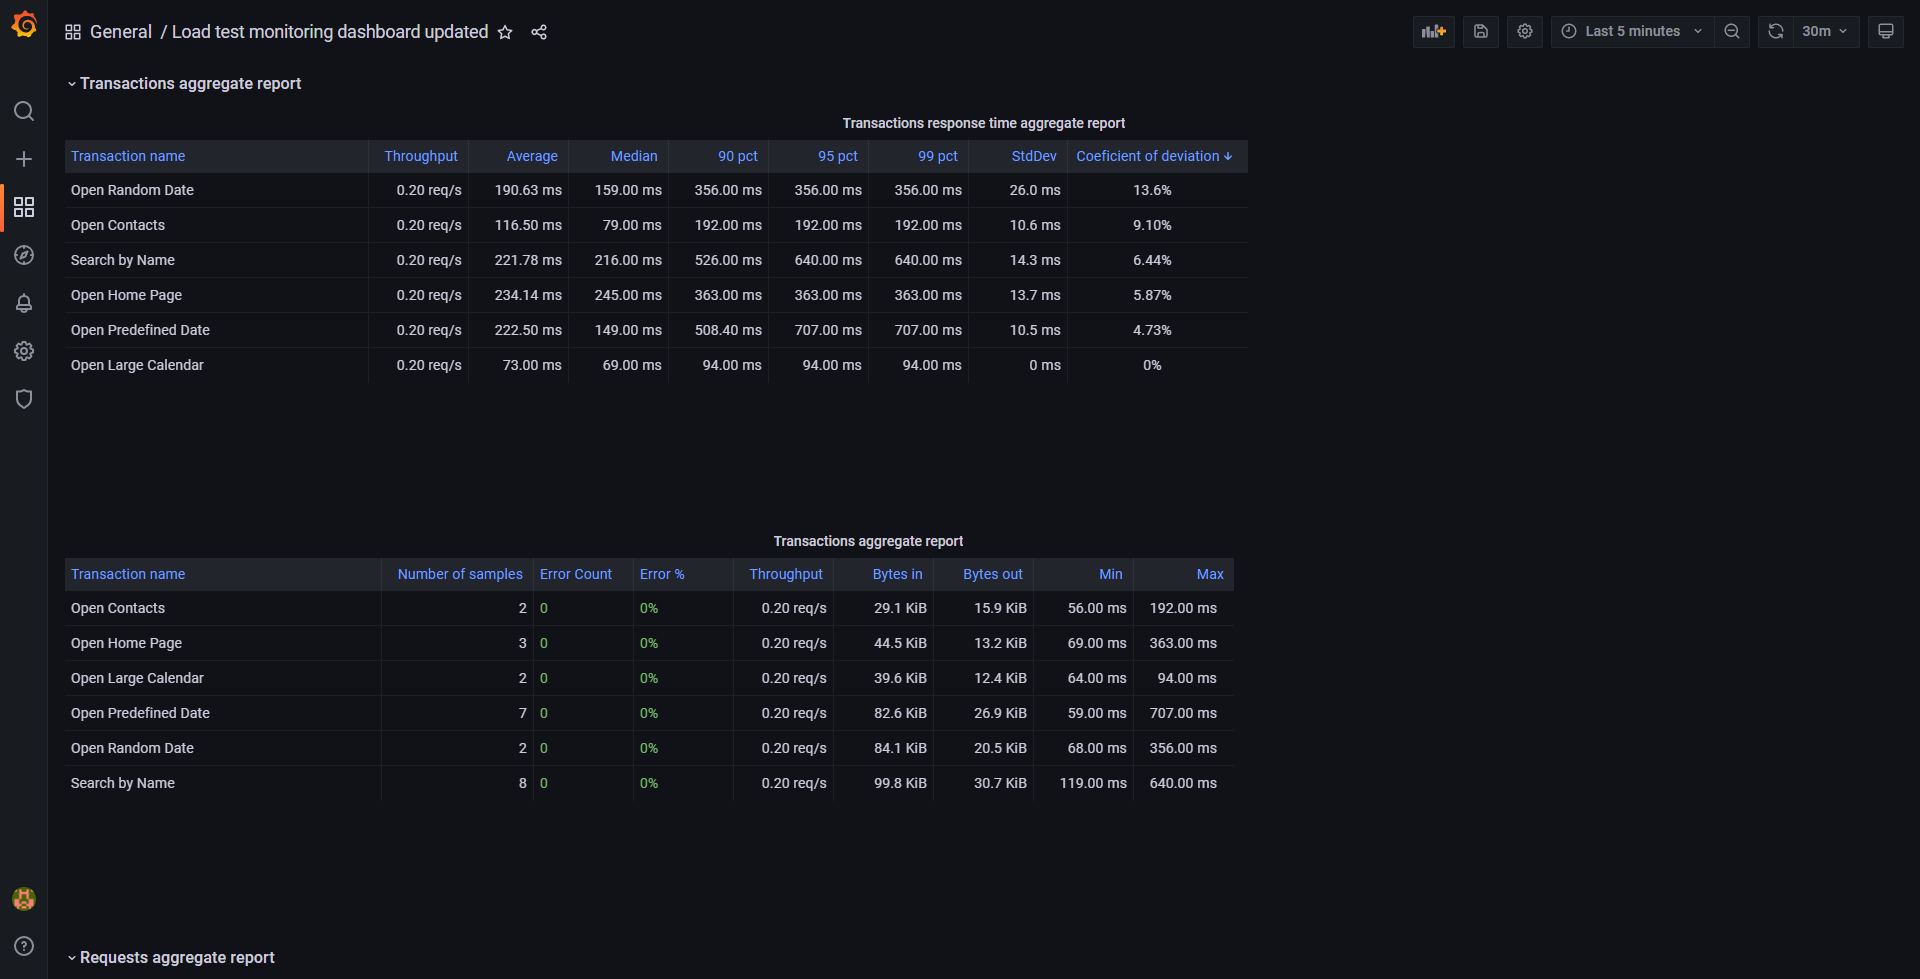 General / Load test monitoring dashboard updated
Last 5 minutes
30m
Transactions aggregate report
Transactions response time aggregate report
Transaction name Throughput Average Median 90 pct 95 pct 99 pct StdDev Coeficient of deviation
Open Random Date 0.20 req/s 190.63 ms 159.00 ms 356.00 ms 356.00 ms 356.00 ms 26.0 ms 13.6%
Open Contacts 0.20 req/s 116.50 ms 79.00 ms 192.00 ms 192.00 ms 192.00 ms 10.6 ms 9.10%
Search by Name 0.20 req/s 221.78 ms 216.00 ms 526.00 ms 640.00 ms 640.00 ms 14.3 ms 6.44%
Open Home Page 0.20 req/s 234.14 ms 245.00 ms 363.00 ms 363.00 ms 363.00 ms 13.7 ms 5.87%
Open Predefined Date 0.20 req/s 222.50 ms 149.00 ms 508.40 ms 707.00 ms 707.00 ms 10.5 ms 4.73%
Open Large Calendar 0.20 req/s 73.00 ms 69.00 ms 94.00 ms 94.00 ms 94.00 ms 0 ms 0%
Transactions aggregate report
Transaction name Number of samples Error Count Error % Throughput Bytes in Bytes out Min Max
Open Contacts 2 0 0% 0.20 req/s 29.1 KiB 15.9 KiB 56.00 ms 192.00 ms
Open Home Page 3 0 0% 0.20 req/s 44.5 KiB 13.2 KiB 69.00 ms 363.00 ms
Open Large Calendar 2 0 0% 0.20 req/s 39.6 KiB 12.4 KiB 64.00 ms 94.00 ms
Open Predefined Date 7 0 0% 0.20 req/s 82.6 KiB 26.9 KiB 59.00 ms 707.00 ms
Open Random Date 2 0 0% 0.20 req/s 84.1 KiB 20.5 KiB 68.00 ms 356.00 ms
Search by Name 8 0 0% 0.20 req/s 99.8 KiB 30.7 KiB 119.00 ms 640.00 ms
Requests aggregate report